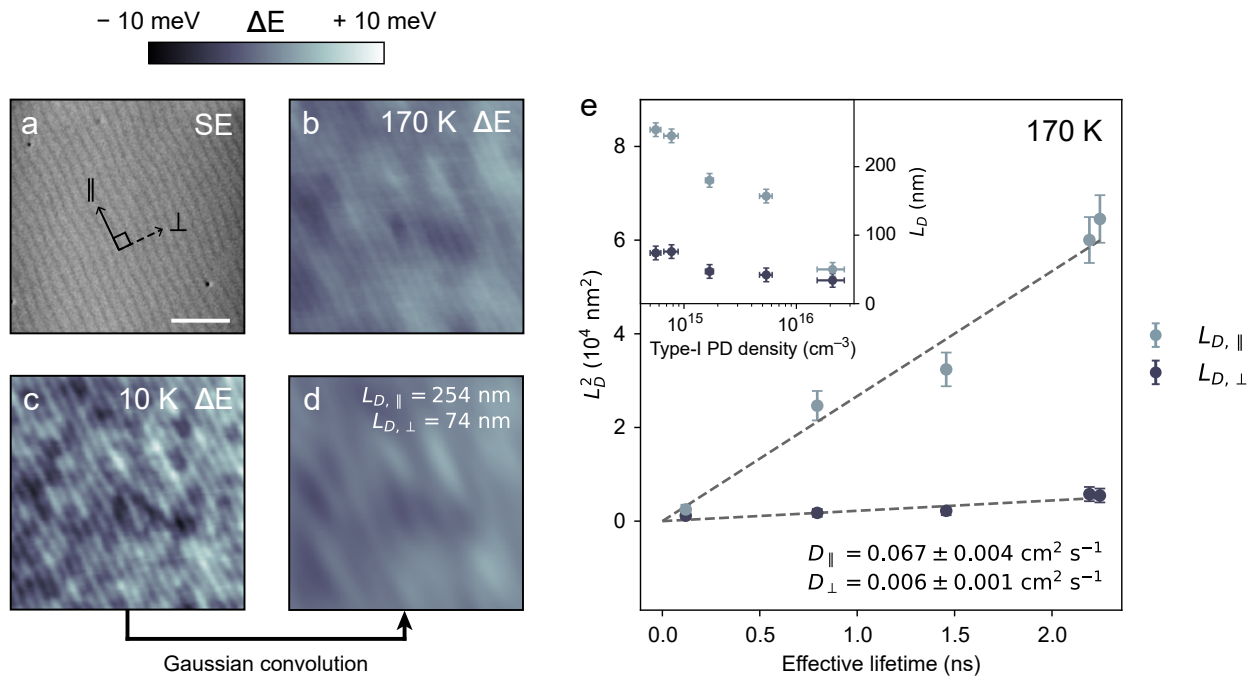 − 10 meV ΔE + 10 meV
a SE
∥
⊥
b 170 K ΔE
c 10 K ΔE
d L_D, ∥ = 254 nm
L_D, ⊥ = 74 nm
Gaussian convolution
e
170 K
8
6
4
2
0
L_D^2 (10^4 nm^2)
200
100
0
L_D (nm)
10^15 10^16
Type-I PD density (cm^−3)
L_D, ∥
L_D, ⊥
D_∥ = 0.067 ± 0.004 cm^2 s^−1
D_⊥ = 0.006 ± 0.001 cm^2 s^−1
0.0 0.5 1.0 1.5 2.0
Effective lifetime (ns)